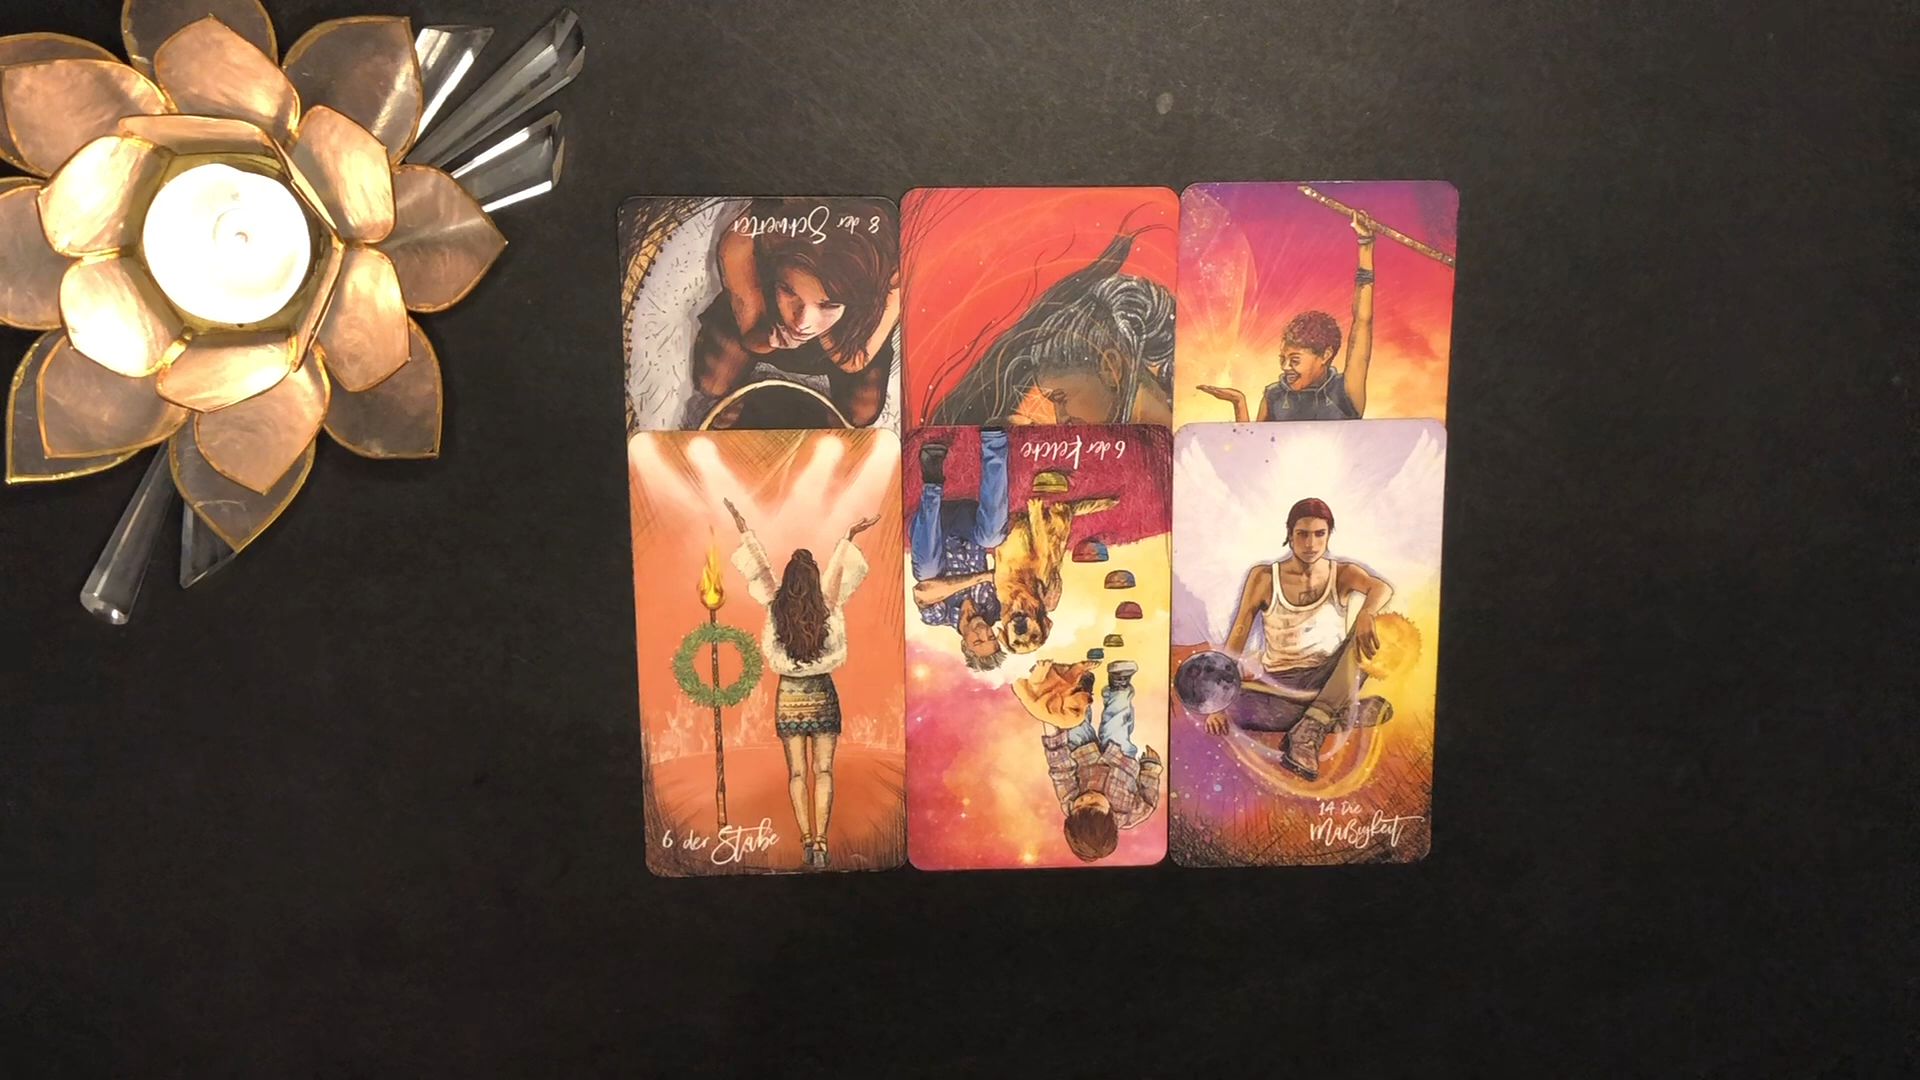 8 der Schwerter
6 der Kelche
6 der Stäbe
14. Die
Mäßigkeit